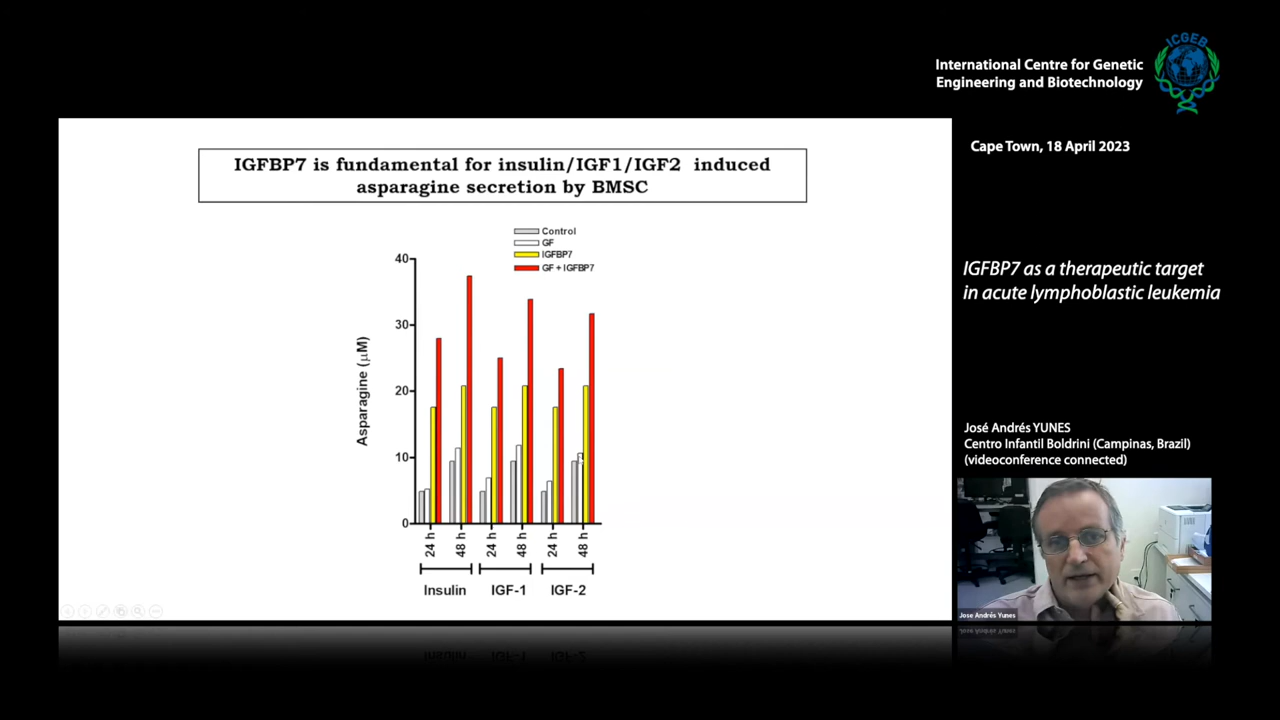 ICGEB
International Centre for Genetic
Engineering and Biotechnology
Cape Town, 18 April 2023
IGFBP7 is fundamental for insulin/IGF1/IGF2 induced
asparagine secretion by BMSC
Control
GF
IGFBP7
GF + IGFBP7
Asparagine (µM)
40
30
20
10
0
24 h
48 h
24 h
48 h
24 h
48 h
Insulin
IGF-1
IGF-2
IGFBP7 as a therapeutic target
in acute lymphoblastic leukemia
José Andrés YUNES
Centro Infantil Boldrini (Campinas, Brazil)
(videoconference connected)
Jose Andrés Yunes